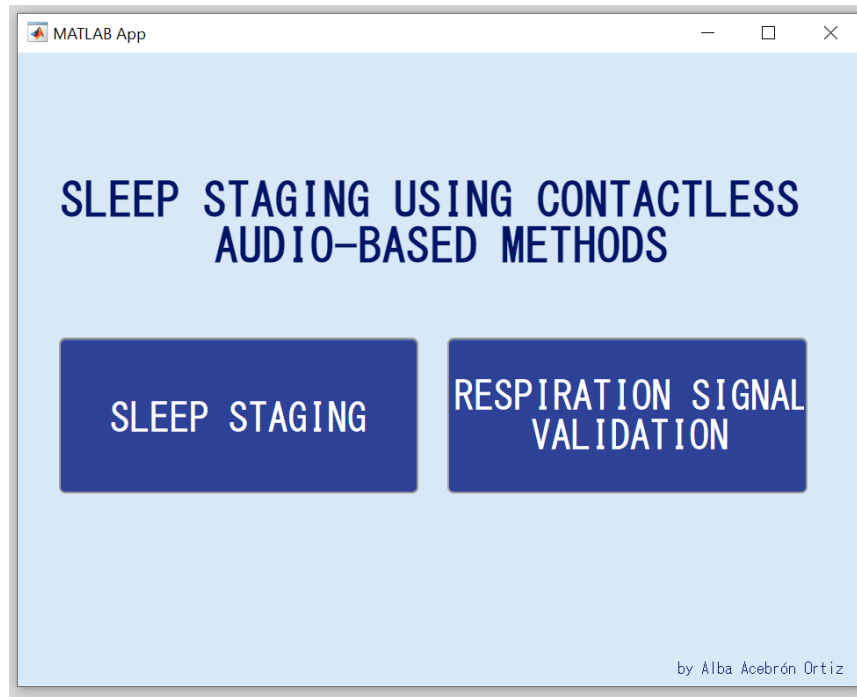 MATLAB App
SLEEP STAGING USING CONTACTLESS
AUDIO-BASED METHODS
SLEEP STAGING
RESPIRATION SIGNAL
VALIDATION
by Alba Acebrón Ortiz